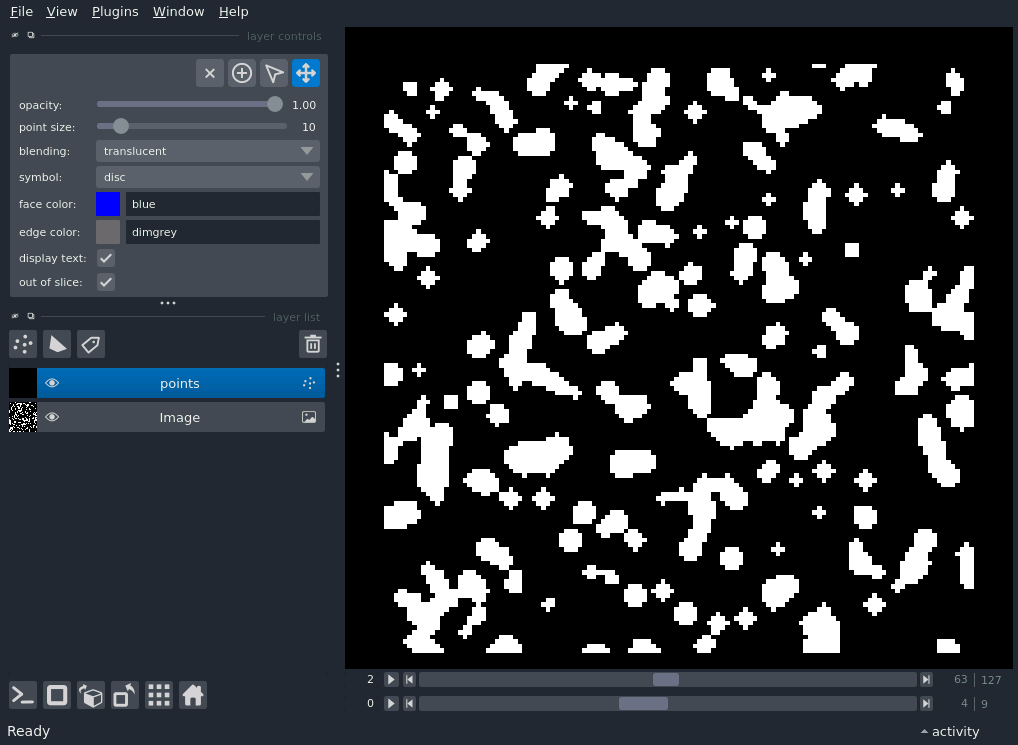 File View Plugins Window Help
layer controls
opacity: 1.00
point size: 10
blending: translucent
symbol: disc
face color: blue
edge color: dimgrey
display text:
out of slice:
layer list
points
Image
2 63 127
0 4 9
Ready activity